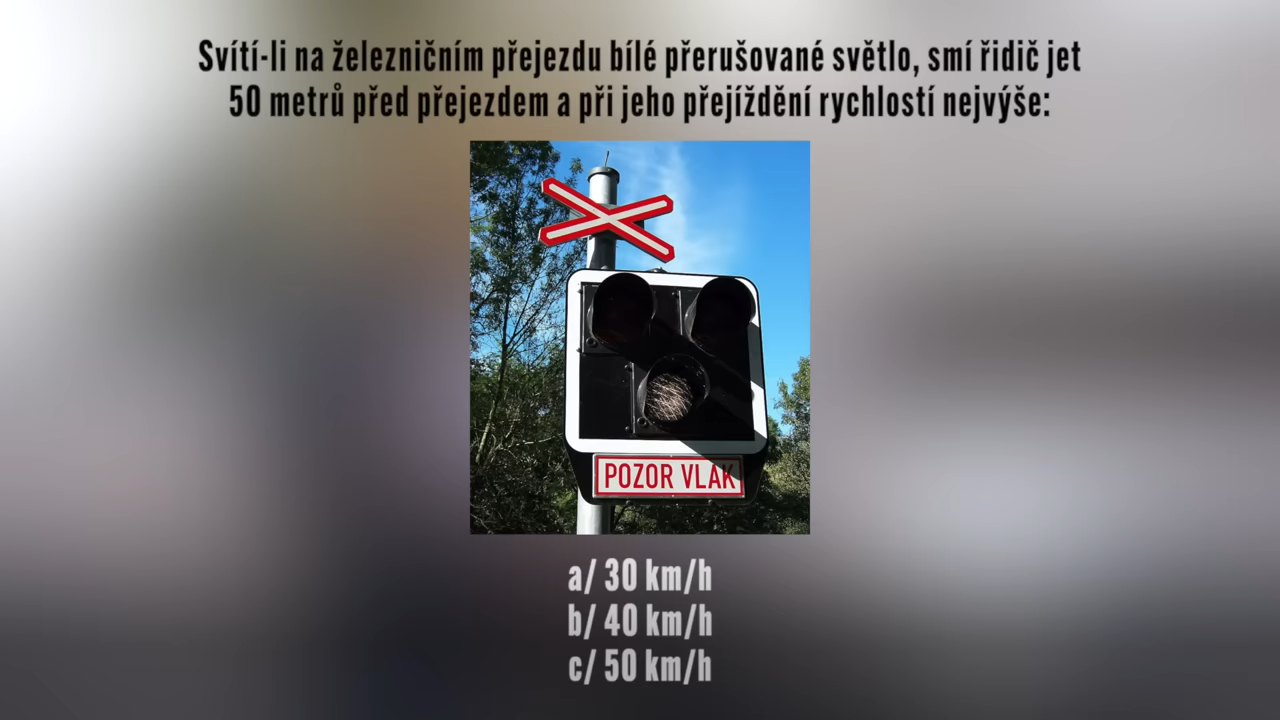 Svítí-li na železničním přejezdu bílé přerušované světlo, smí řidič jet
50 metrů před přejezdem a při jeho přejíždění rychlostí nejvýše:
POZOR VLAK
a/ 30 km/h
b/ 40 km/h
c/ 50 km/h